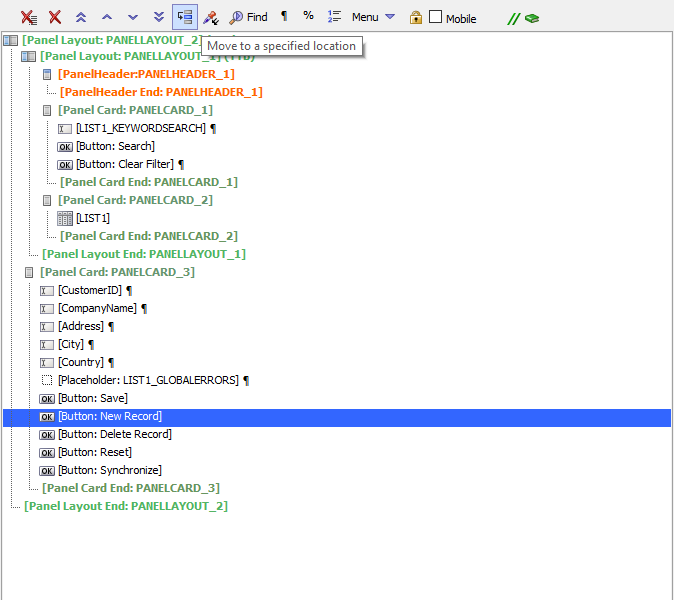 Find ¶ % Menu Mobile
[Panel Layout: PANELLAYOUT_2]
Move to a specified location
[Panel Layout: PANELLAYOUT_1] (TYB)
[PanelHeader:PANELHEADER_1]
[PanelHeader End: PANELHEADER_1]
[Panel Card: PANELCARD_1]
[LIST1_KEYWORDSEARCH] ¶
OK [Button: Search]
OK [Button: Clear Filter] ¶
[Panel Card End: PANELCARD_1]
[Panel Card: PANELCARD_2]
[LIST1]
[Panel Card End: PANELCARD_2]
[Panel Layout End: PANELLAYOUT_1]
[Panel Card: PANELCARD_3]
[CustomerID] ¶
[CompanyName] ¶
[Address] ¶
[City] ¶
[Country] ¶
[Placeholder: LIST1_GLOBALERRORS] ¶
OK [Button: Save]
OK [Button: New Record]
OK [Button: Delete Record]
OK [Button: Reset]
OK [Button: Synchronize]
[Panel Card End: PANELCARD_3]
[Panel Layout End: PANELLAYOUT_2]